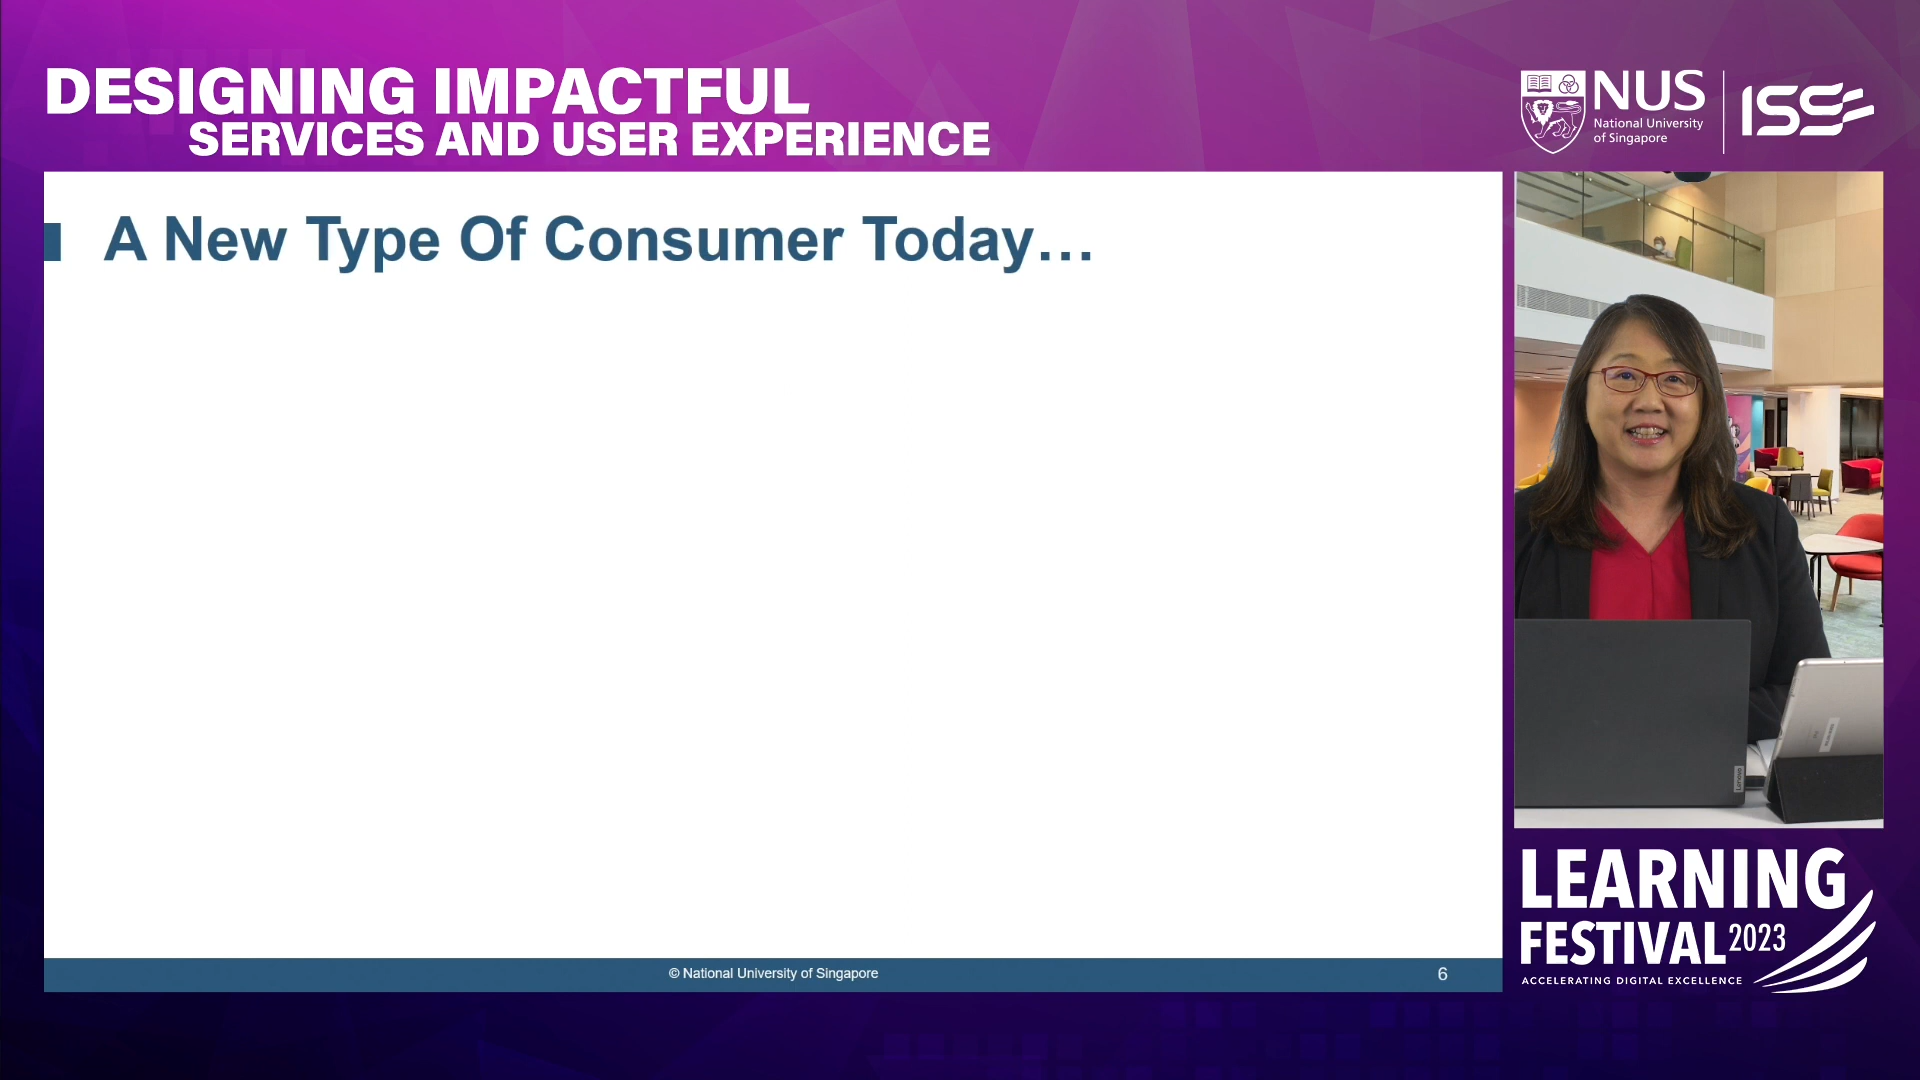 DESIGNING IMPACTFUL
SERVICES AND USER EXPERIENCE
NUS
National University
of Singapore
ISS
A New Type Of Consumer Today…
© National University of Singapore
6
Lenovo
LEARNING
FESTIVAL 2023
ACCELERATING DIGITAL EXCELLENCE